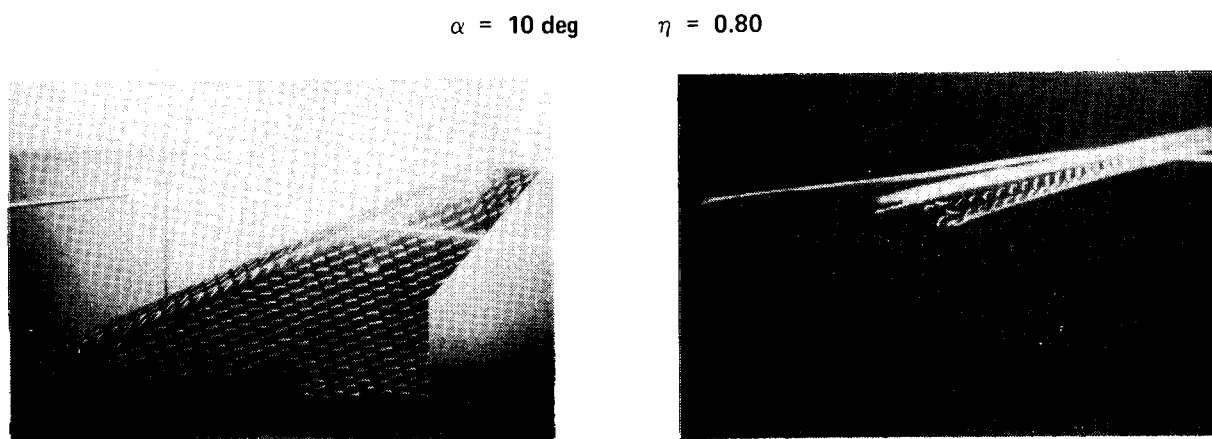 α = 10 deg η = 0.80